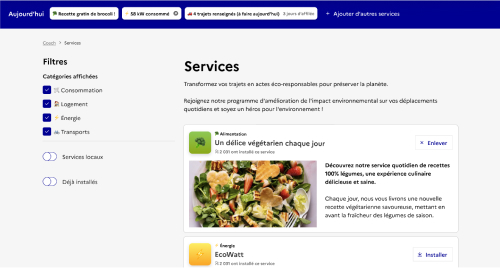 Aujourd'hui
Recette gratin de brocoli !
58 kW consommé
4 trajets renseignés (à faire aujourd'hui)
3 jours d'affilée
+ Ajouter d'autres services
Coach > Services
Filtres
Catégories affichées
Consommation
Logement
Énergie
Transports
Services locaux
Déjà installés
Services
Transformez vos trajets en actes éco-responsables pour préserver la planète.
Rejoignez notre programme d'amélioration de l'impact environnemental sur vos déplacements
quotidiens et soyez un héros pour l'environnement !
Alimentation
Un délice végétarien chaque jour
2 031 ont installé ce service
Enlever
Découvrez notre service quotidien de recettes
100% légumes, une expérience culinaire
délicieuse et saine.
Chaque jour, nous vous livrons une nouvelle
recette végétarienne savoureuse, mettant en
avant la fraîcheur des légumes de saison.
Énergie
EcoWatt
2 031 ont installé ce service
Installer